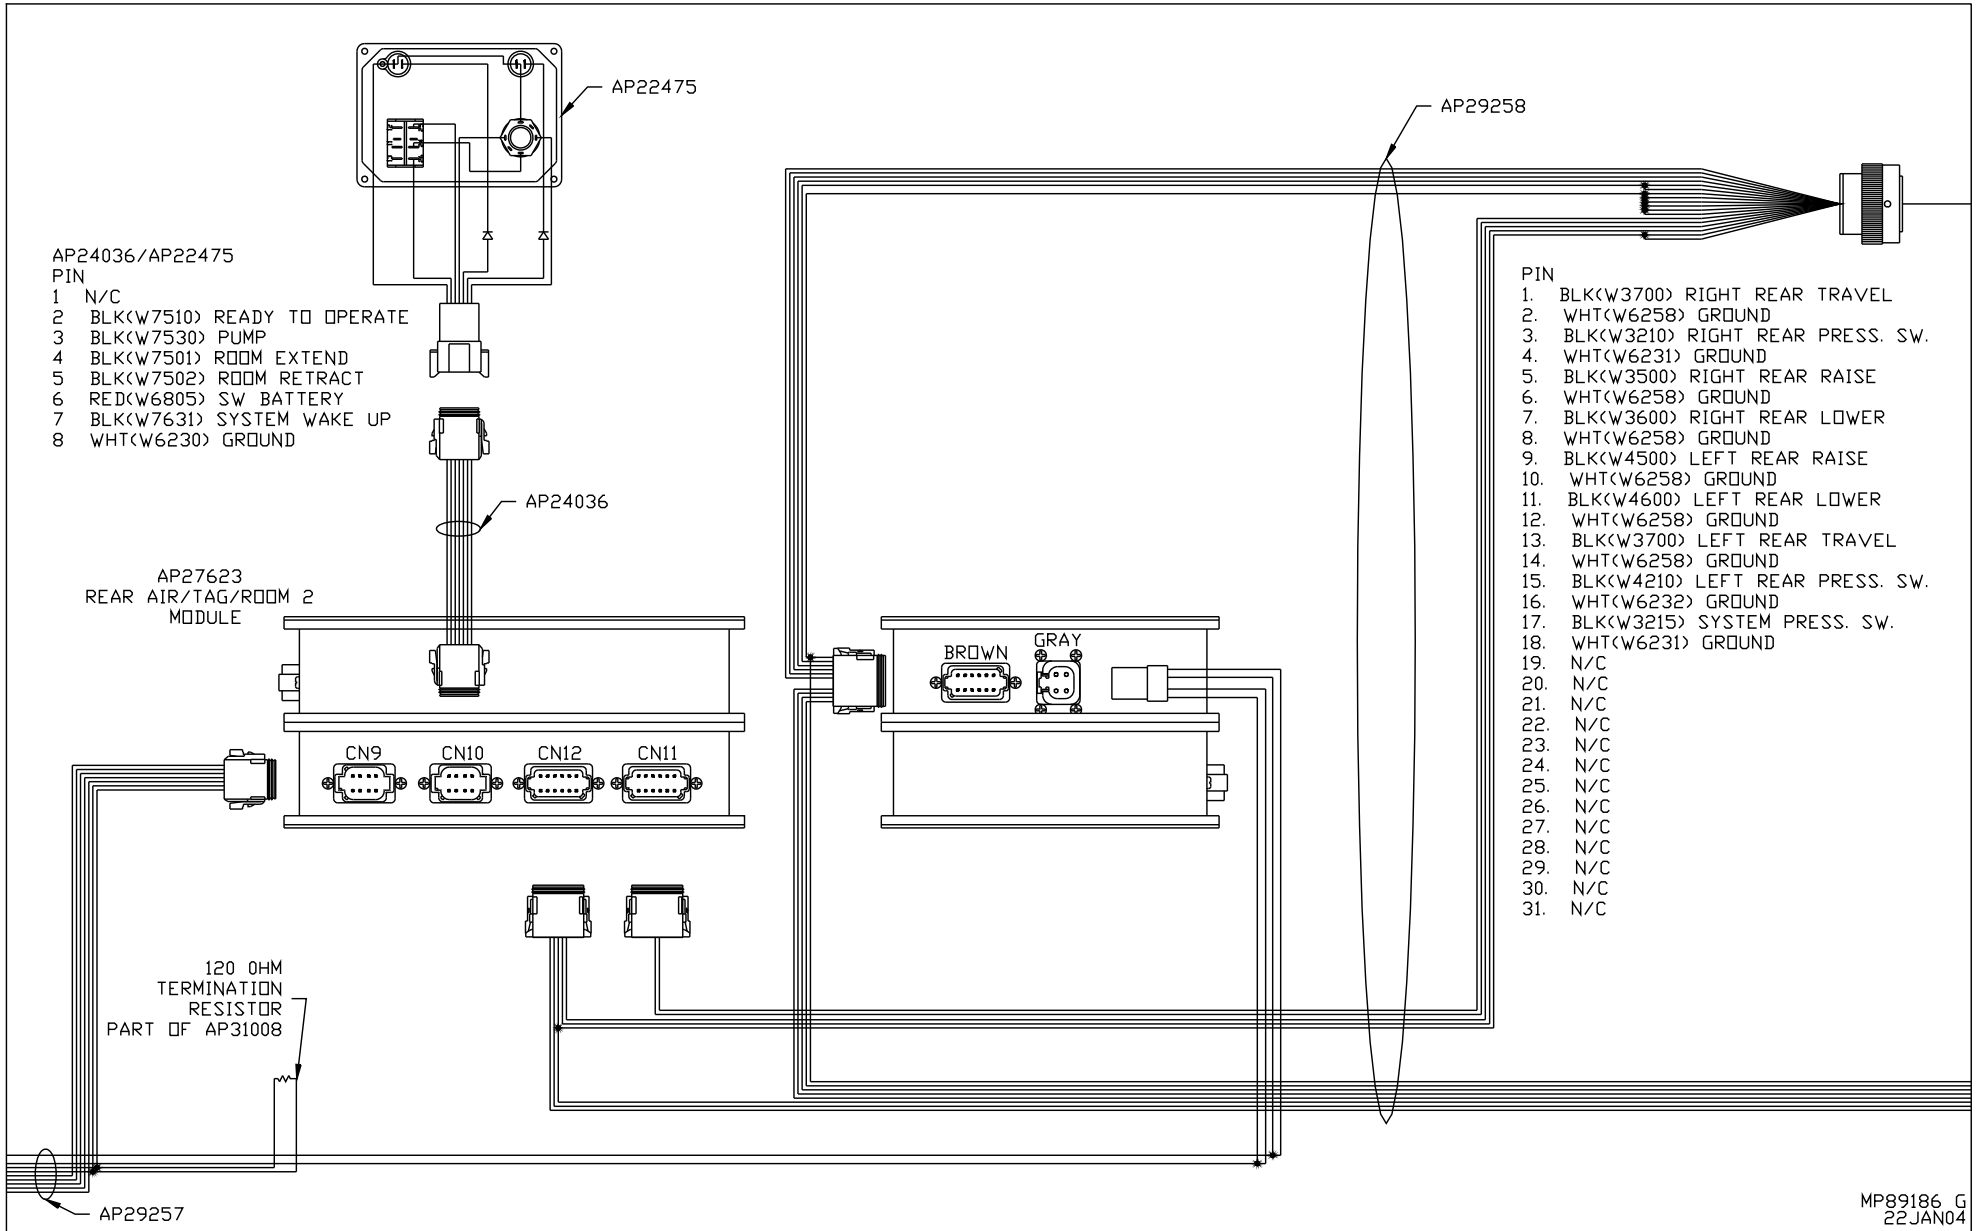 AP22475
AP29258
AP24036/AP22475
PIN
1 N/C
2 BLK(W7510) READY TO OPERATE
3 BLK(W7530) PUMP
4 BLK(W7501) ROOM EXTEND
5 BLK(W7502) ROOM RETRACT
6 RED(W6805) SW BATTERY
7 BLK(W7631) SYSTEM WAKE UP
8 WHT(W6230) GROUND
PIN
1. BLK(W3700) RIGHT REAR TRAVEL
2. WHT(W6258) GROUND
3. BLK(W3210) RIGHT REAR PRESS. SW.
4. WHT(W6231) GROUND
5. BLK(W3500) RIGHT REAR RAISE
6. WHT(W6258) GROUND
7. BLK(W3600) RIGHT REAR LOWER
8. WHT(W6258) GROUND
9. BLK(W4500) LEFT REAR RAISE
10. WHT(W6258) GROUND
11. BLK(W4600) LEFT REAR LOWER
12. WHT(W6258) GROUND
13. BLK(W3700) LEFT REAR TRAVEL
14. WHT(W6258) GROUND
15. BLK(W4210) LEFT REAR PRESS. SW.
16. WHT(W6232) GROUND
17. BLK(W3215) SYSTEM PRESS. SW.
18. WHT(W6231) GROUND
19. N/C
20. N/C
21. N/C
22. N/C
23. N/C
24. N/C
25. N/C
26. N/C
27. N/C
28. N/C
29. N/C
30. N/C
31. N/C
AP24036
AP27623
REAR AIR/TAG/ROOM 2
MODULE
BROWN
GRAY
CN9
CN10
CN12
CN11
120 OHM
TERMINATION
RESISTOR
PART OF AP31008
AP29257
MP89186 G
22JAN04